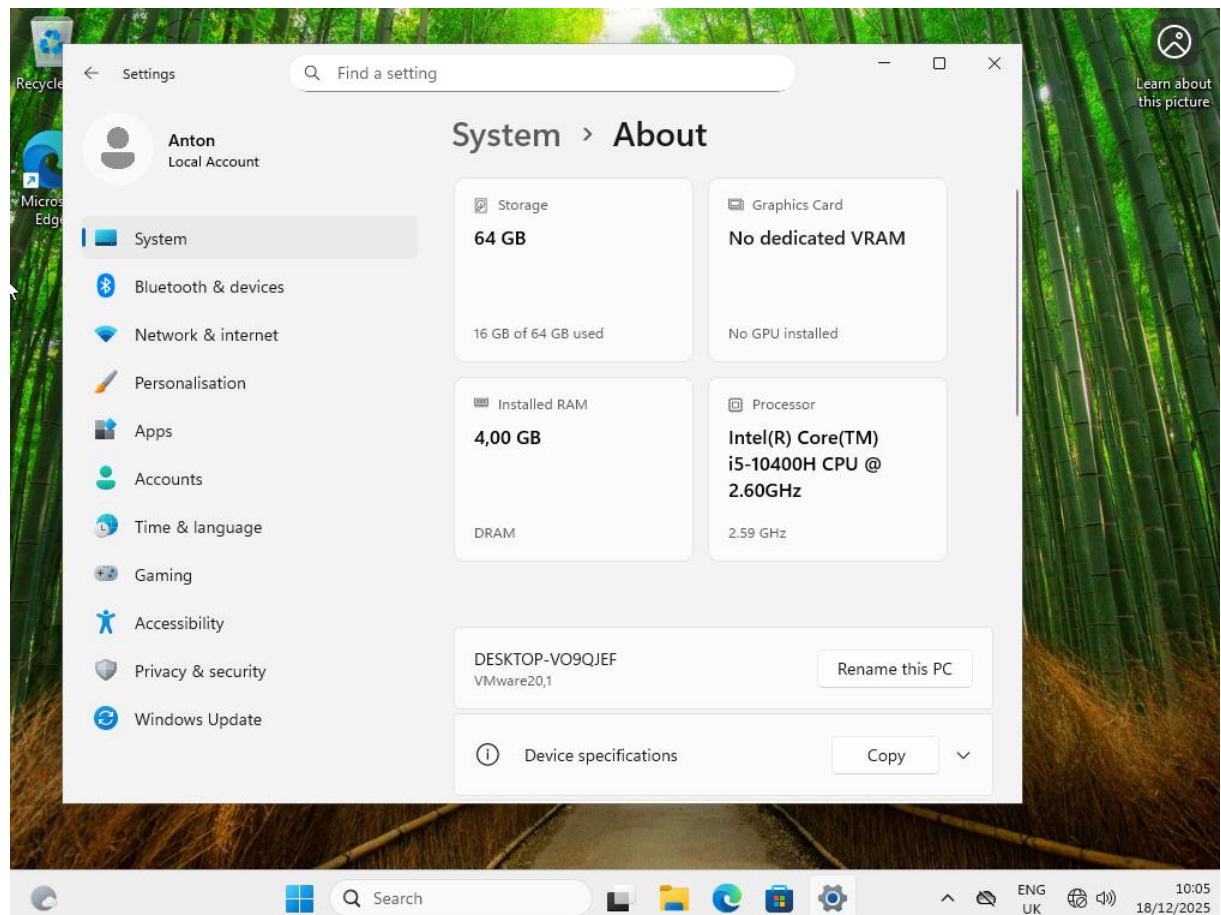 Recycle
Micros
Edg
Learn about
this picture
Settings
Find a setting
Anton
Local Account
System
Bluetooth & devices
Network & internet
Personalisation
Apps
Accounts
Time & language
Gaming
Accessibility
Privacy & security
Windows Update
System > About
Storage
64 GB
16 GB of 64 GB used
Graphics Card
No dedicated VRAM
No GPU installed
Installed RAM
4,00 GB
DRAM
Processor
Intel(R) Core(TM)
i5-10400H CPU @
2.60GHz
2.59 GHz
DESKTOP-VO9QJEF
VMware20,1
Rename this PC
Device specifications
Copy
Search
ENG
UK
10:05
18/12/2025